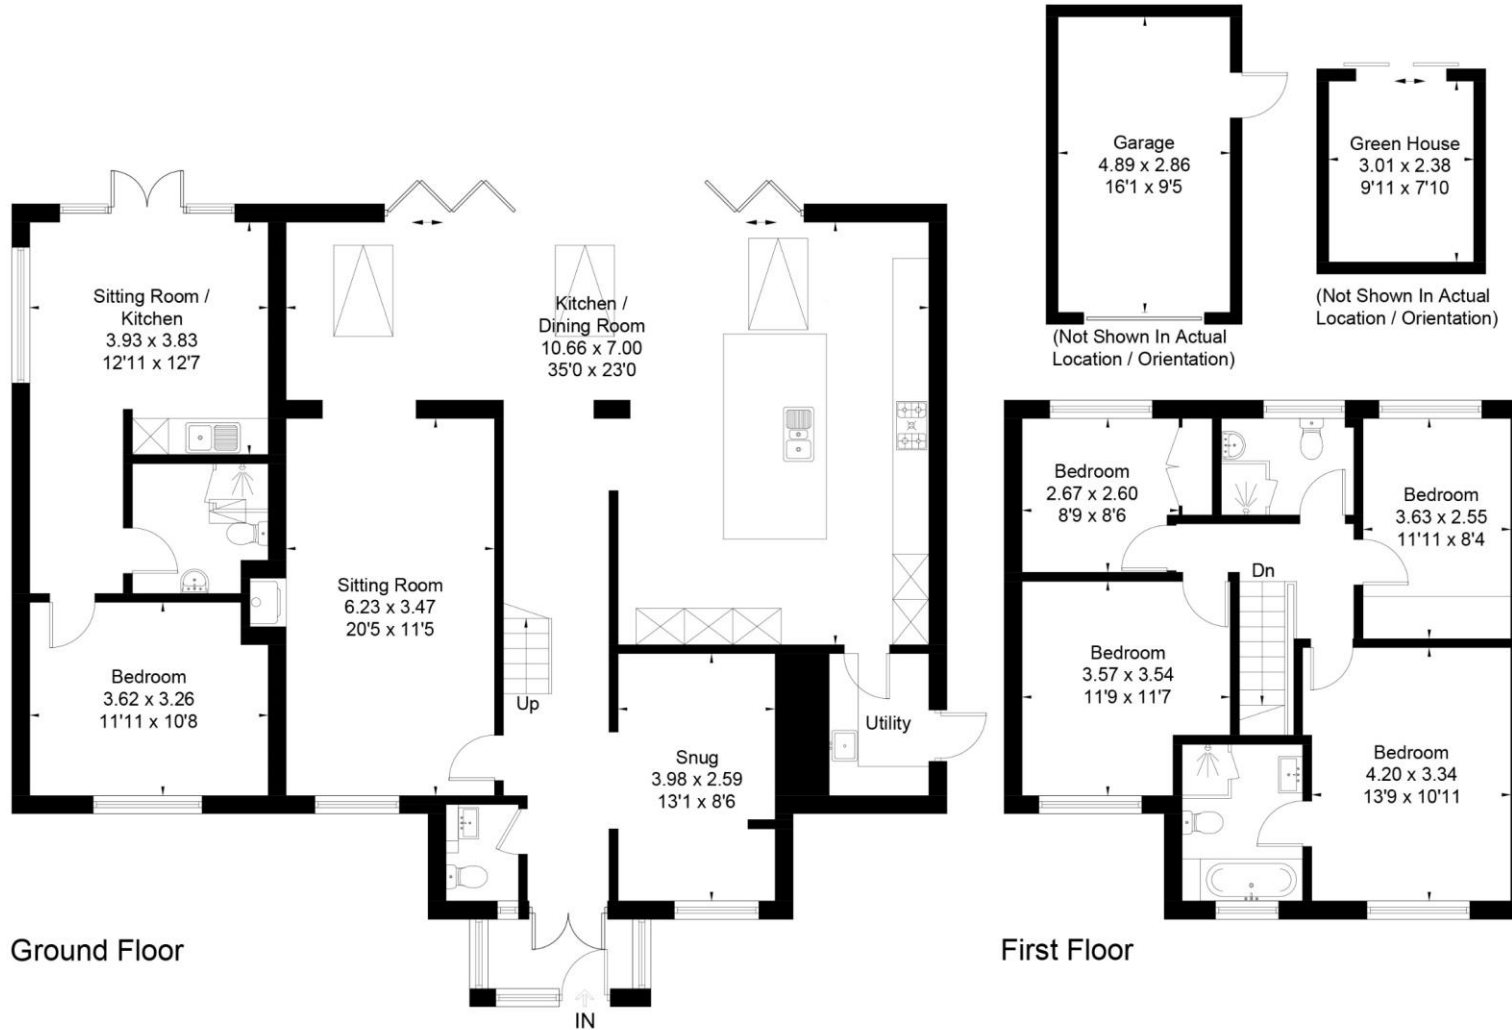 Garage
4.89 x 2.86
16'1 x 9'5
(Not Shown In Actual
Location / Orientation)
Green House
3.01 x 2.38
9'11 x 7'10
(Not Shown In Actual
Location / Orientation)
Sitting Room /
Kitchen
3.93 x 3.83
12'11 x 12'7
Kitchen /
Dining Room
10.66 x 7.00
35'0 x 23'0
Sitting Room
6.23 x 3.47
20'5 x 11'5
Bedroom
3.62 x 3.26
11'11 x 10'8
Up
Snug
3.98 x 2.59
13'1 x 8'6
Utility
IN
Ground Floor
Bedroom
2.67 x 2.60
8'9 x 8'6
Bedroom
3.63 x 2.55
11'11 x 8'4
Dn
Bedroom
3.57 x 3.54
11'9 x 11'7
Bedroom
4.20 x 3.34
13'9 x 10'11
First Floor